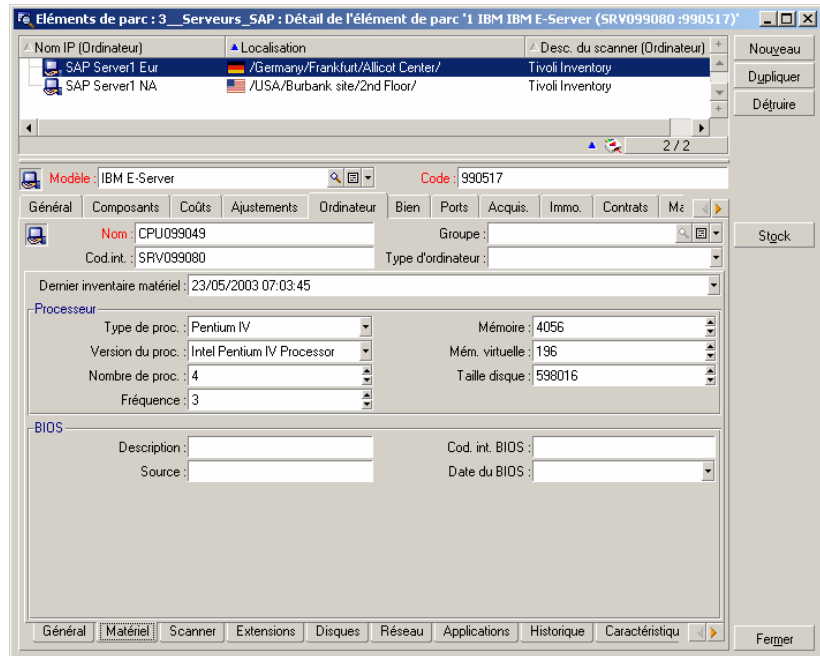 Eléments de parc : 3__Serveurs_SAP : Détail de l'élément de parc '1 IBM IBM E-Server (SRV099080 :990517)'
Nom IP (Ordinateur) Localisation Desc. du scanner (Ordinateur)
SAP Server1 Eur /Germany/Frankfurt/Allicot Center/ Tivoli Inventory
SAP Server1 NA /USA/Burbank site/2nd Floor/ Tivoli Inventory
2 / 2
Nouveau
Dupliquer
Détruire
Modèle : IBM E-Server Code : 990517
Général Composants Coûts Ajustements Ordinateur Bien Ports Acquis. Immo. Contrats Ma
Nom : CPU099049 Groupe :
Stock
Cod.int. : SRV099080 Type d'ordinateur :
Dernier inventaire matériel : 23/05/2003 07:03:45
Processeur
Type de proc. : Pentium IV Mémoire : 4056
Version du proc. : Intel Pentium IV Processor Mém. virtuelle : 196
Nombre de proc. : 4 Taille disque : 598016
Fréquence : 3
BIOS
Description : Cod. int. BIOS :
Source : Date du BIOS :
Général Matériel Scanner Extensions Disques Réseau Applications Historique Caractéristiqu
Fermer